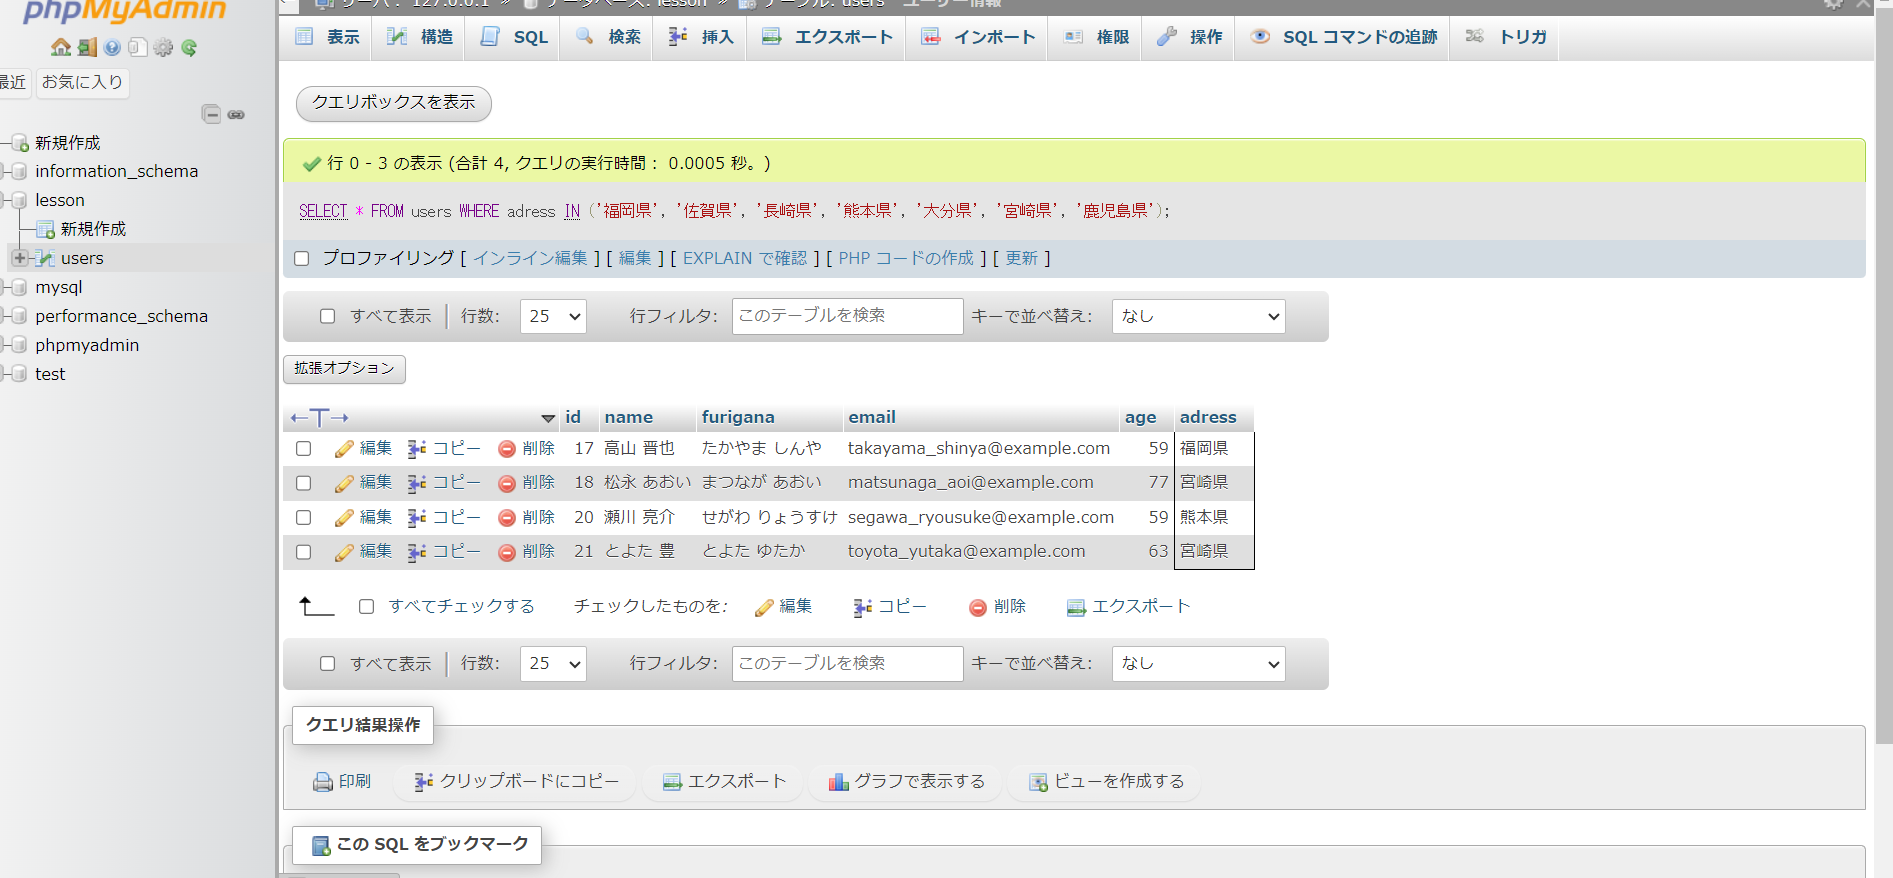 phpMyAdmin
最近 お気に入り
新規作成
information_schema
lesson
新規作成
users
mysql
performance_schema
phpmyadmin
test
サーバ: 127.0.0.1 » データベース: lesson » テーブル: users ユーザー情報
表示 構造 SQL 検索 挿入 エクスポート インポート 権限 操作 SQL コマンドの追跡 トリガ
クエリボックスを表示
行 0 - 3 の表示 (合計 4, クエリの実行時間： 0.0005 秒。)
SELECT * FROM users WHERE adress IN ('福岡県', '佐賀県', '長崎県', '熊本県', '大分県', '宮崎県', '鹿児島県');
プロファイリング [ インライン編集 ] [ 編集 ] [ EXPLAIN で確認 ] [ PHP コードの作成 ] [ 更新 ]
すべて表示 行数: 25 行フィルタ: このテーブルを検索 キーで並べ替え: なし
拡張オプション
←T→ id name furigana email age adress
編集 コピー 削除 17 高山 晋也 たかやま しんや takayama_shinya@example.com 59 福岡県
編集 コピー 削除 18 松永 あおい まつなが あおい matsunaga_aoi@example.com 77 宮崎県
編集 コピー 削除 20 瀬川 亮介 せがわ りょうすけ segawa_ryousuke@example.com 59 熊本県
編集 コピー 削除 21 とよた 豊 とよた ゆたか toyota_yutaka@example.com 63 宮崎県
すべてチェックする チェックしたものを: 編集 コピー 削除 エクスポート
すべて表示 行数: 25 行フィルタ: このテーブルを検索 キーで並べ替え: なし
クエリ結果操作
印刷 クリップボードにコピー エクスポート グラフで表示する ビューを作成する
この SQL をブックマーク